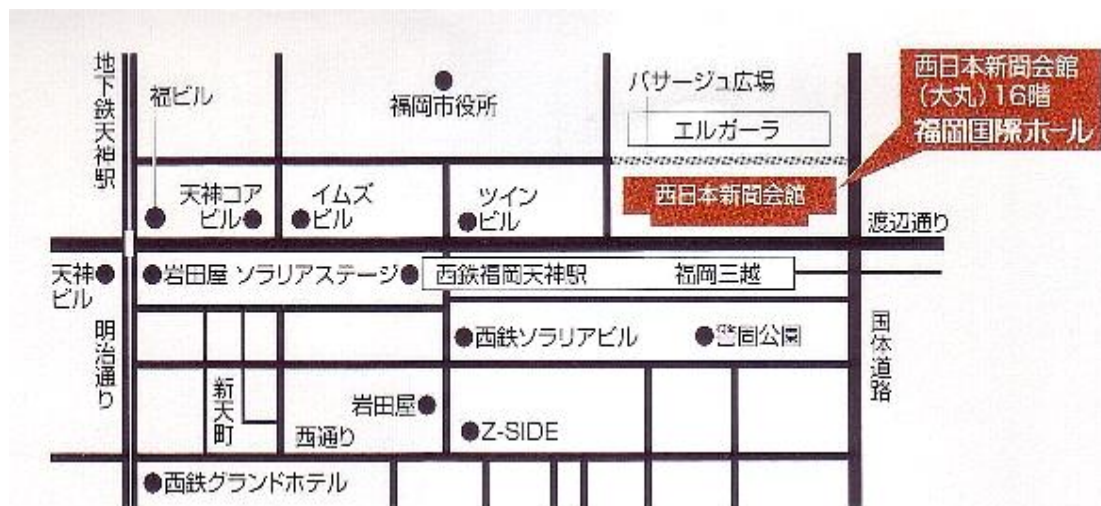 地下鉄天神駅
福ビル
福岡市役所
パサージュ広場
エルガーラ
西日本新聞会館
(大丸)16階
福岡国際ホール
天神コア
ビル
イムズ
ビル
ツイン
ビル
西日本新聞会館
渡辺通り
天神
ビル
岩田屋 ソラリアステージ
西鉄福岡天神駅 福岡三越
明治通り
西鉄ソラリアビル
警固公園
国体道路
新天町
岩田屋
西通り
Z-SIDE
西鉄グランドホテル